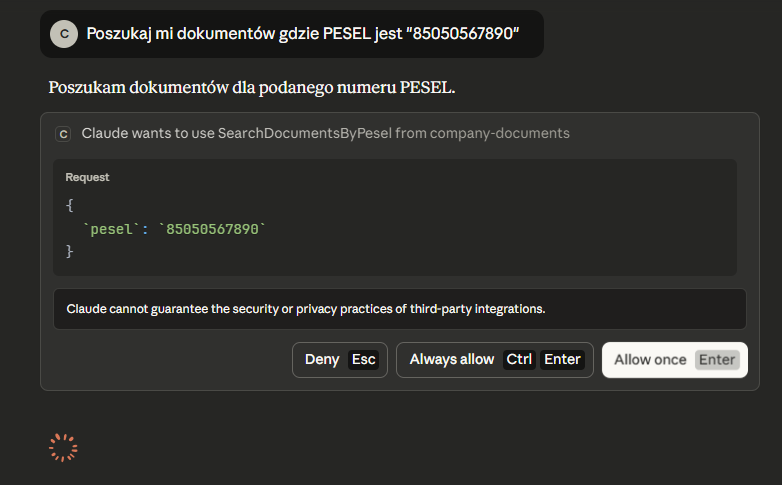 C Poszukaj mi dokumentów gdzie PESEL jest "85050567890"
Poszukam dokumentów dla podanego numeru PESEL.
C Claude wants to use SearchDocumentsByPesel from company-documents
Request
{
`pesel`: `85050567890`
}
Claude cannot guarantee the security or privacy practices of third-party integrations.
Deny Esc Always allow Ctrl Enter Allow once Enter